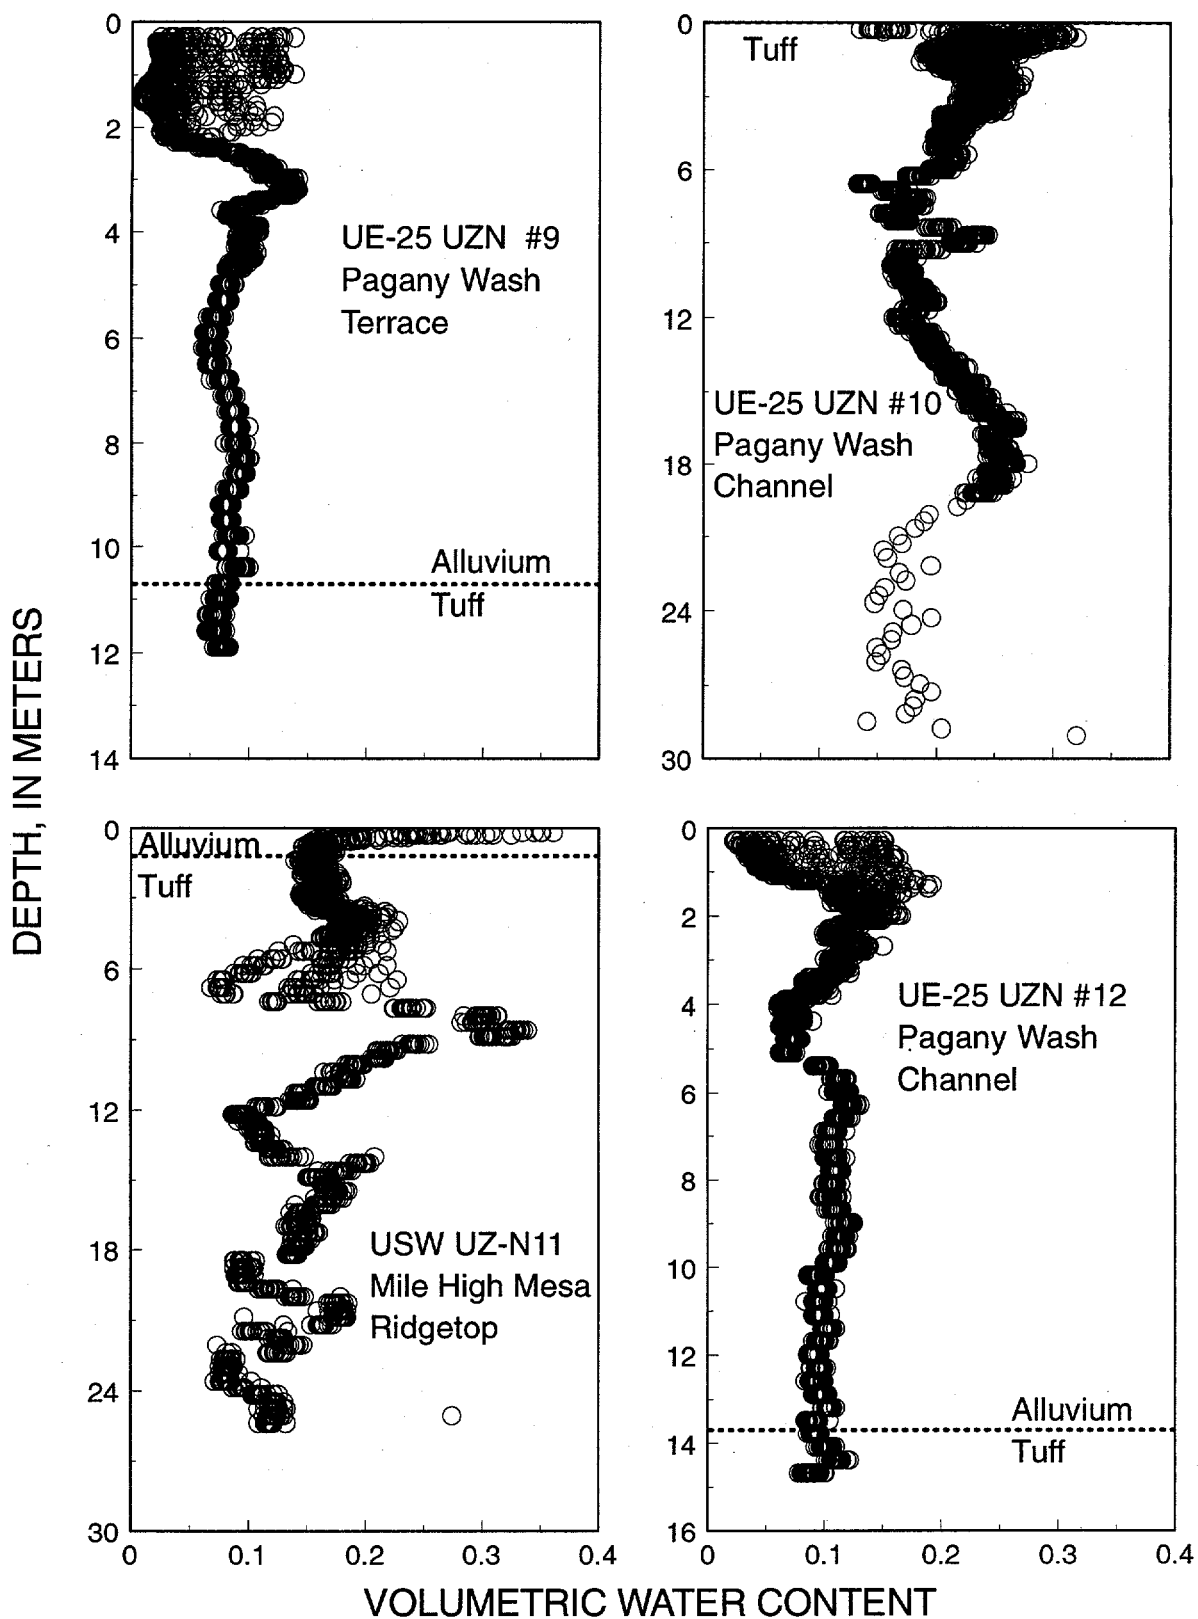 DEPTH, IN METERS
0
2
4
6
8
10
12
14
UE-25 UZN #9
Pagany Wash
Terrace
Alluvium
Tuff
0
6
12
18
24
30
Tuff
UE-25 UZN #10
Pagany Wash
Channel
0
6
12
18
24
30
Alluvium
Tuff
USW UZ-N11
Mile High Mesa
Ridgetop
0 0.1 0.2 0.3 0.4
0
2
4
6
8
10
12
14
16
UE-25 UZN #12
Pagany Wash
Channel
Alluvium
Tuff
0 0.1 0.2 0.3 0.4
VOLUMETRIC WATER CONTENT